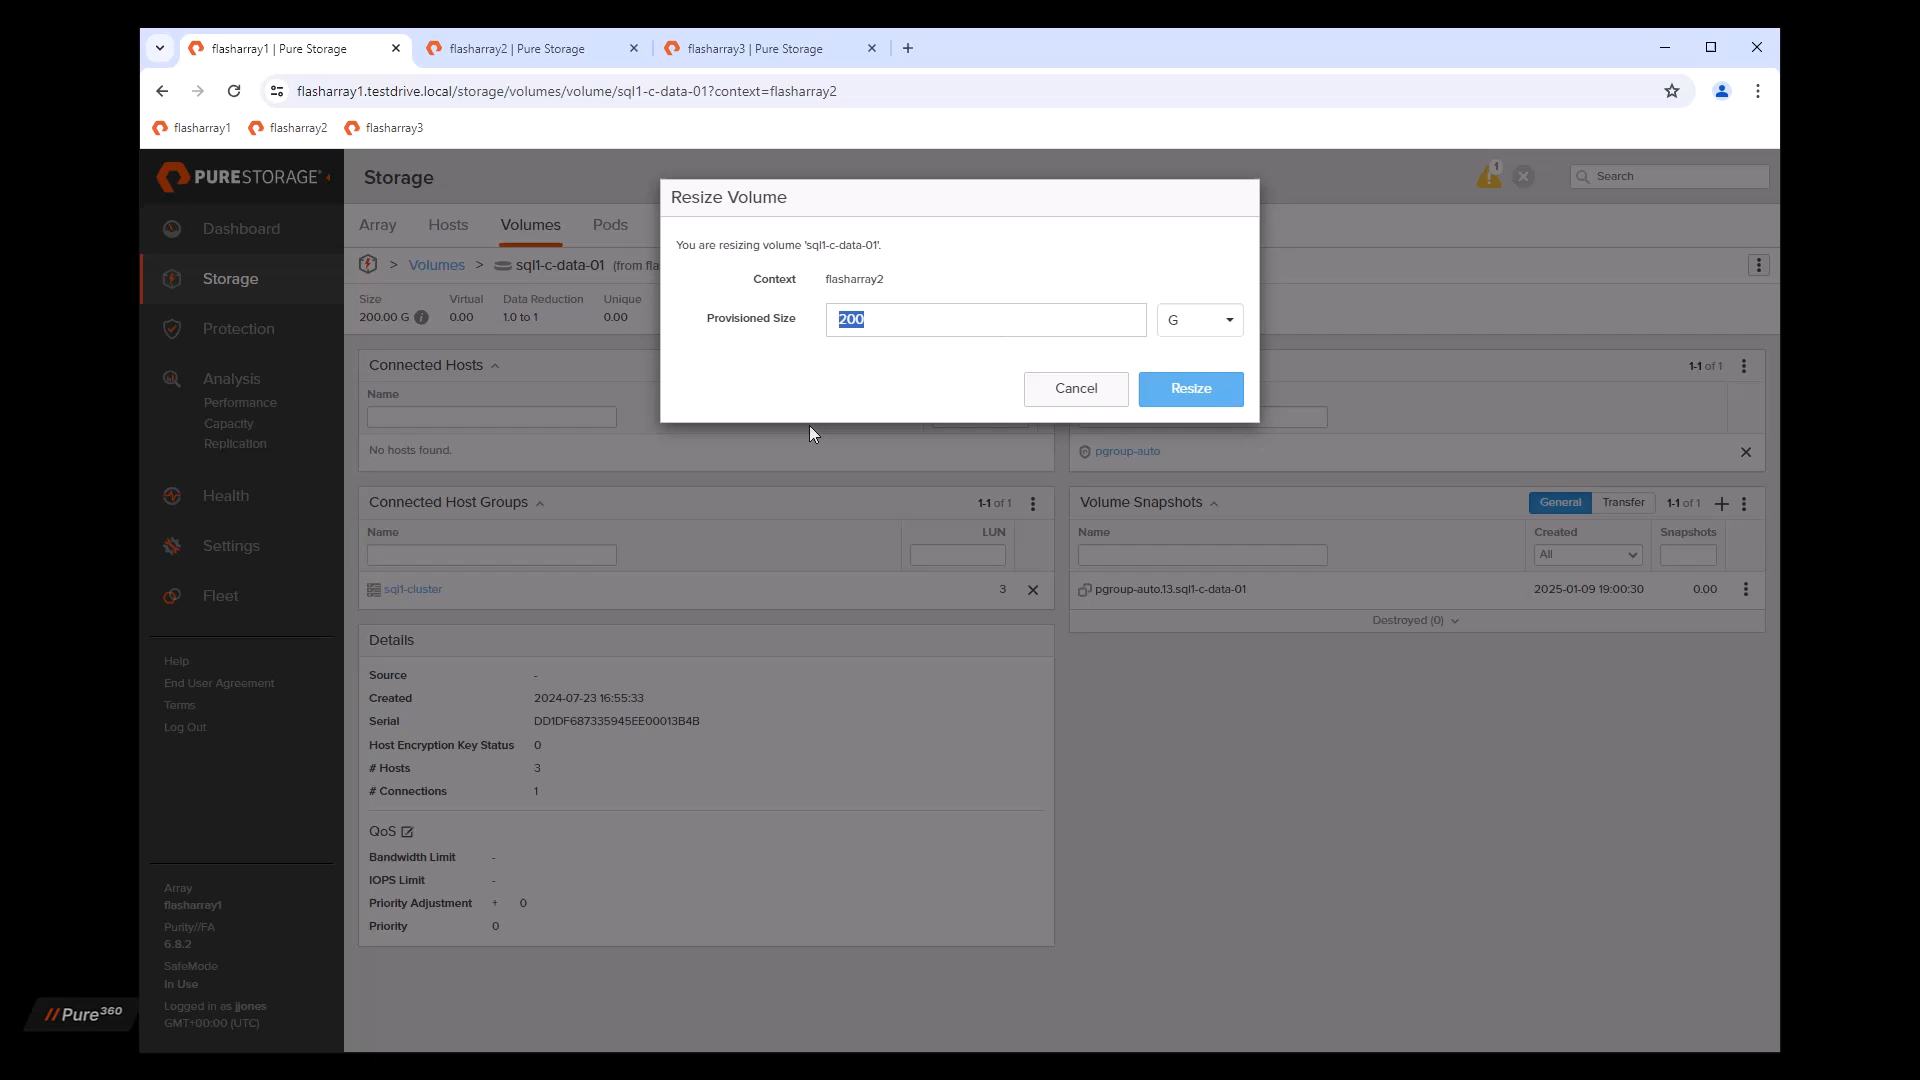 flasharray1 | Pure Storage
flasharray2 | Pure Storage
flasharray3 | Pure Storage
flasharray1.testdrive.local/storage/volumes/volume/sql1-c-data-01?context=flasharray2
flasharray1
flasharray2
flasharray3
PURESTORAGE®
Storage
1
Search
Dashboard
Storage
Protection
Analysis
Performance
Capacity
Replication
Health
Settings
Fleet
Help
End User Agreement
Terms
Log Out
Array
flasharray1
Purity//FA
6.8.2
SafeMode
In Use
Logged in as jjones
GMT+00:00 (UTC)
//Pure360
Array
Hosts
Volumes
Pods
> Volumes > sql1-c-data-01 (from fla
Size
200.00 G
Virtual
0.00
Data Reduction
1.0 to 1
Unique
0.00
Resize Volume
You are resizing volume 'sql1-c-data-01'.
Context flasharray2
Provisioned Size 200 G
Cancel
Resize
Connected Hosts
Name
No hosts found.
1-1 of 1
pgroup-auto
Connected Host Groups
1-1 of 1
Name
LUN
sql1-cluster
3
Volume Snapshots
General
Transfer
1-1 of 1
Name
Created
Snapshots
All
pgroup-auto.13.sql1-c-data-01
2025-01-09 19:00:30
0.00
Destroyed (0)
Details
Source -
Created 2024-07-23 16:55:33
Serial DD1DF687335945EE00013B4B
Host Encryption Key Status 0
# Hosts 3
# Connections 1
QoS
Bandwidth Limit -
IOPS Limit -
Priority Adjustment + 0
Priority 0